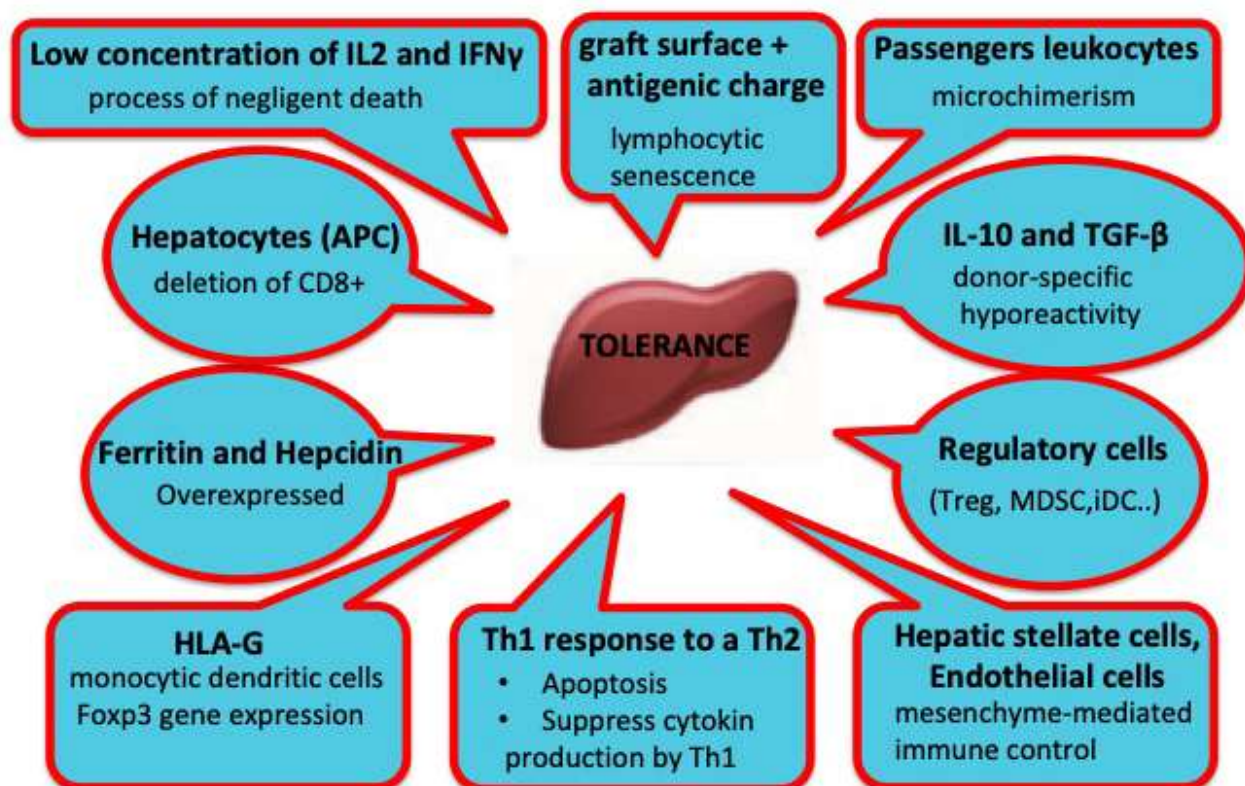 Low concentration of IL2 and IFNγ
process of negligent death
graft surface +
antigenic charge
lymphocytic
senescence
Passengers leukocytes
microchimerism
Hepatocytes (APC)
deletion of CD8+
TOLERANCE
IL-10 and TGF-β
donor-specific
hyporeactivity
Ferritin and Hepcidin
Overexpressed
Regulatory cells
(Treg, MDSC,iDC..)
HLA-G
monocytic dendritic cells
Foxp3 gene expression
Th1 response to a Th2
• Apoptosis
• Suppress cytokin
production by Th1
Hepatic stellate cells,
Endothelial cells
mesenchyme-mediated
immune control